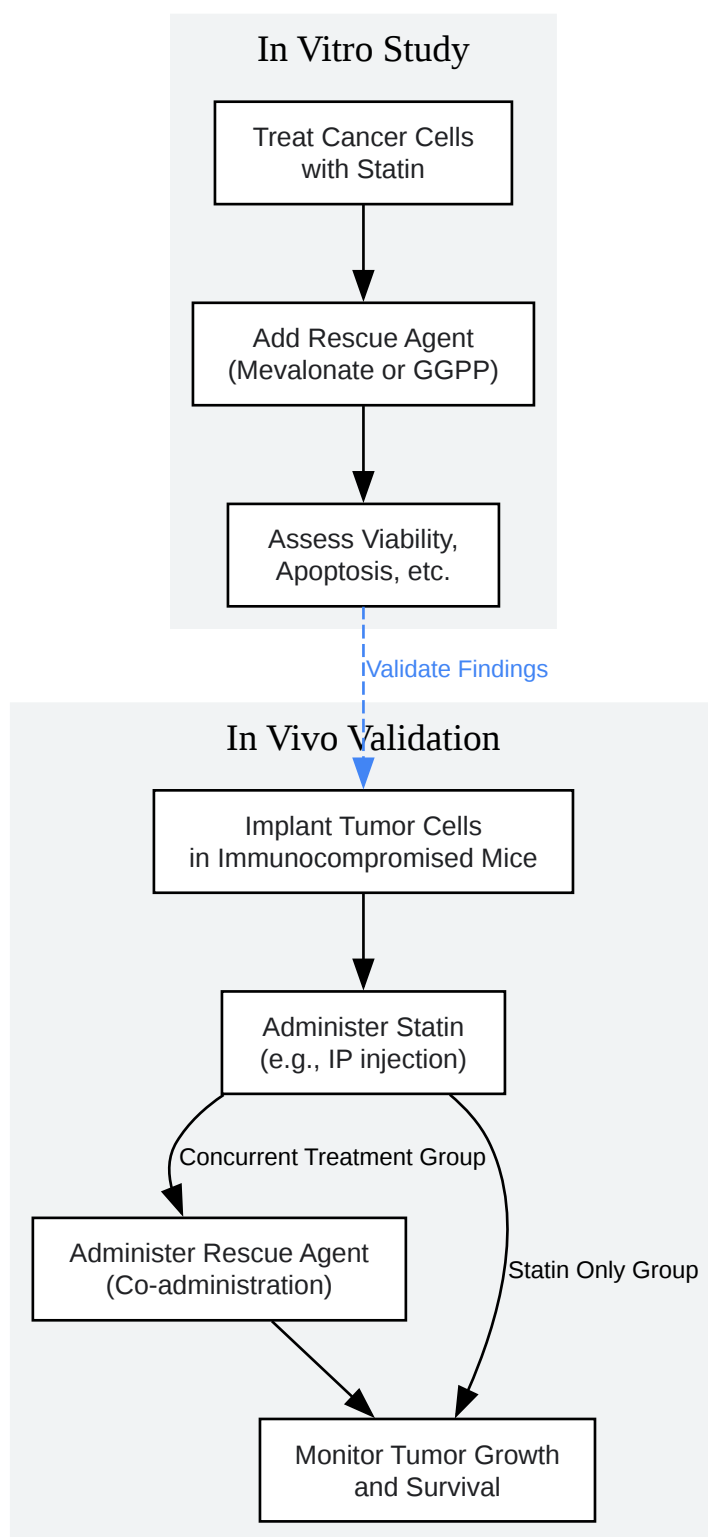 In Vitro Study
Treat Cancer Cells
with Statin
Add Rescue Agent
(Mevalonate or GGPP)
Assess Viability,
Apoptosis, etc.
Validate Findings
In Vivo Validation
Implant Tumor Cells
in Immunocompromised Mice
Administer Statin
(e.g., IP injection)
Concurrent Treatment Group
Administer Rescue Agent
(Co-administration)
Statin Only Group
Monitor Tumor Growth
and Survival